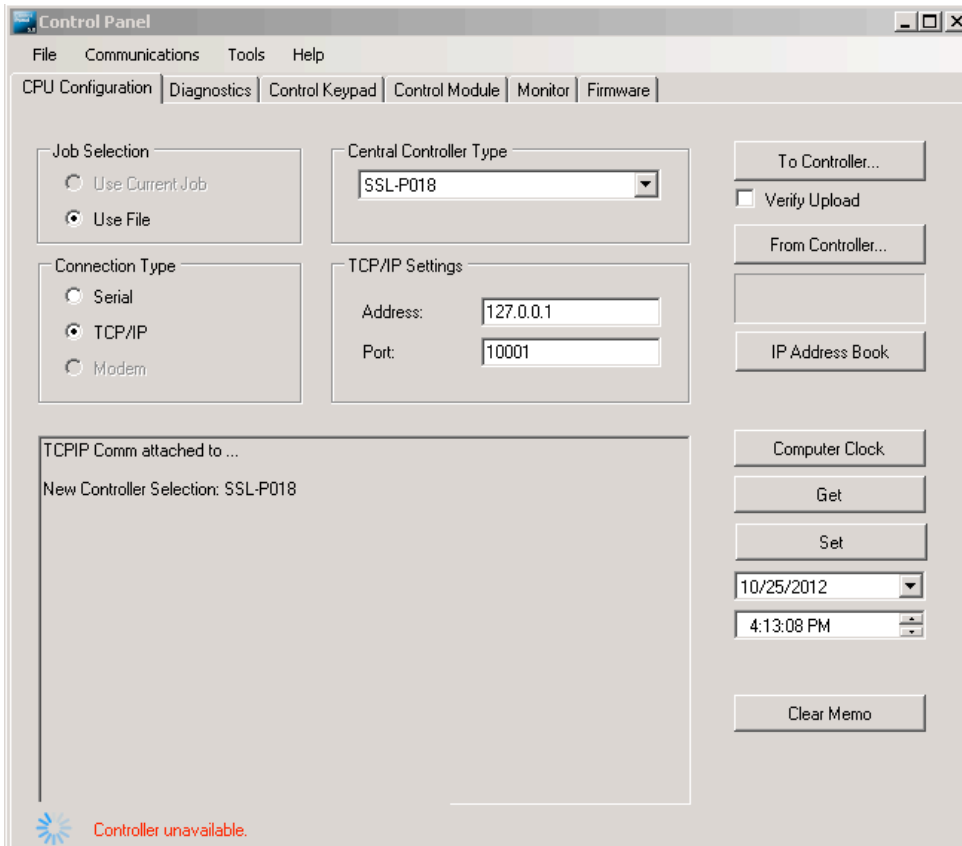 Control Panel
File Communications Tools Help
CPU Configuration Diagnostics Control Keypad Control Module Monitor Firmware
Job Selection
Use Current Job
Use File
Central Controller Type
SSL-P018
To Controller...
Verify Upload
From Controller...
Connection Type
Serial
TCP/IP
Modem
TCP/IP Settings
Address: 127.0.0.1
Port: 10001
IP Address Book
TCPIP Comm attached to ...
New Controller Selection: SSL-P018
Computer Clock
Get
Set
10/25/2012
4:13:08 PM
Clear Memo
Controller unavailable.